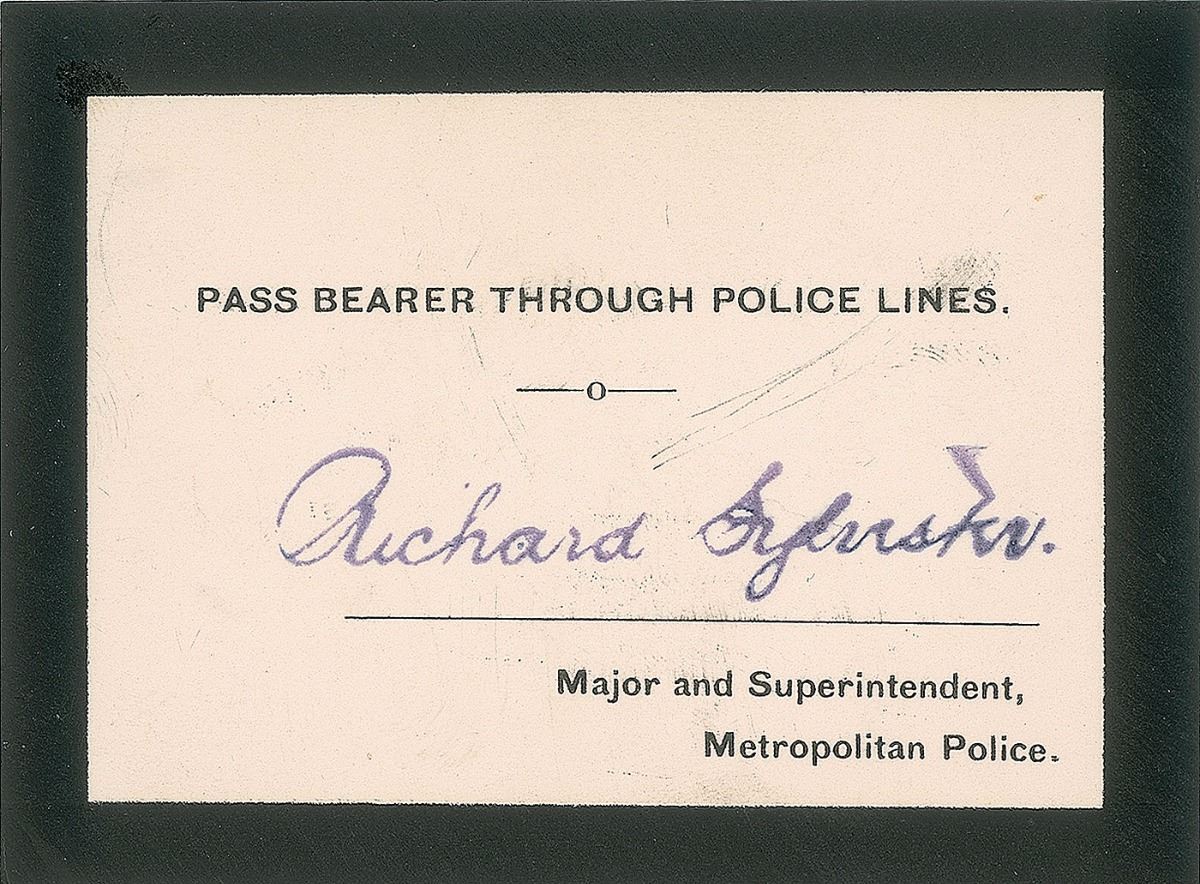 PASS BEARER THROUGH POLICE LINES.
Richard Sylvester.
Major and Superintendent,
Metropolitan Police.